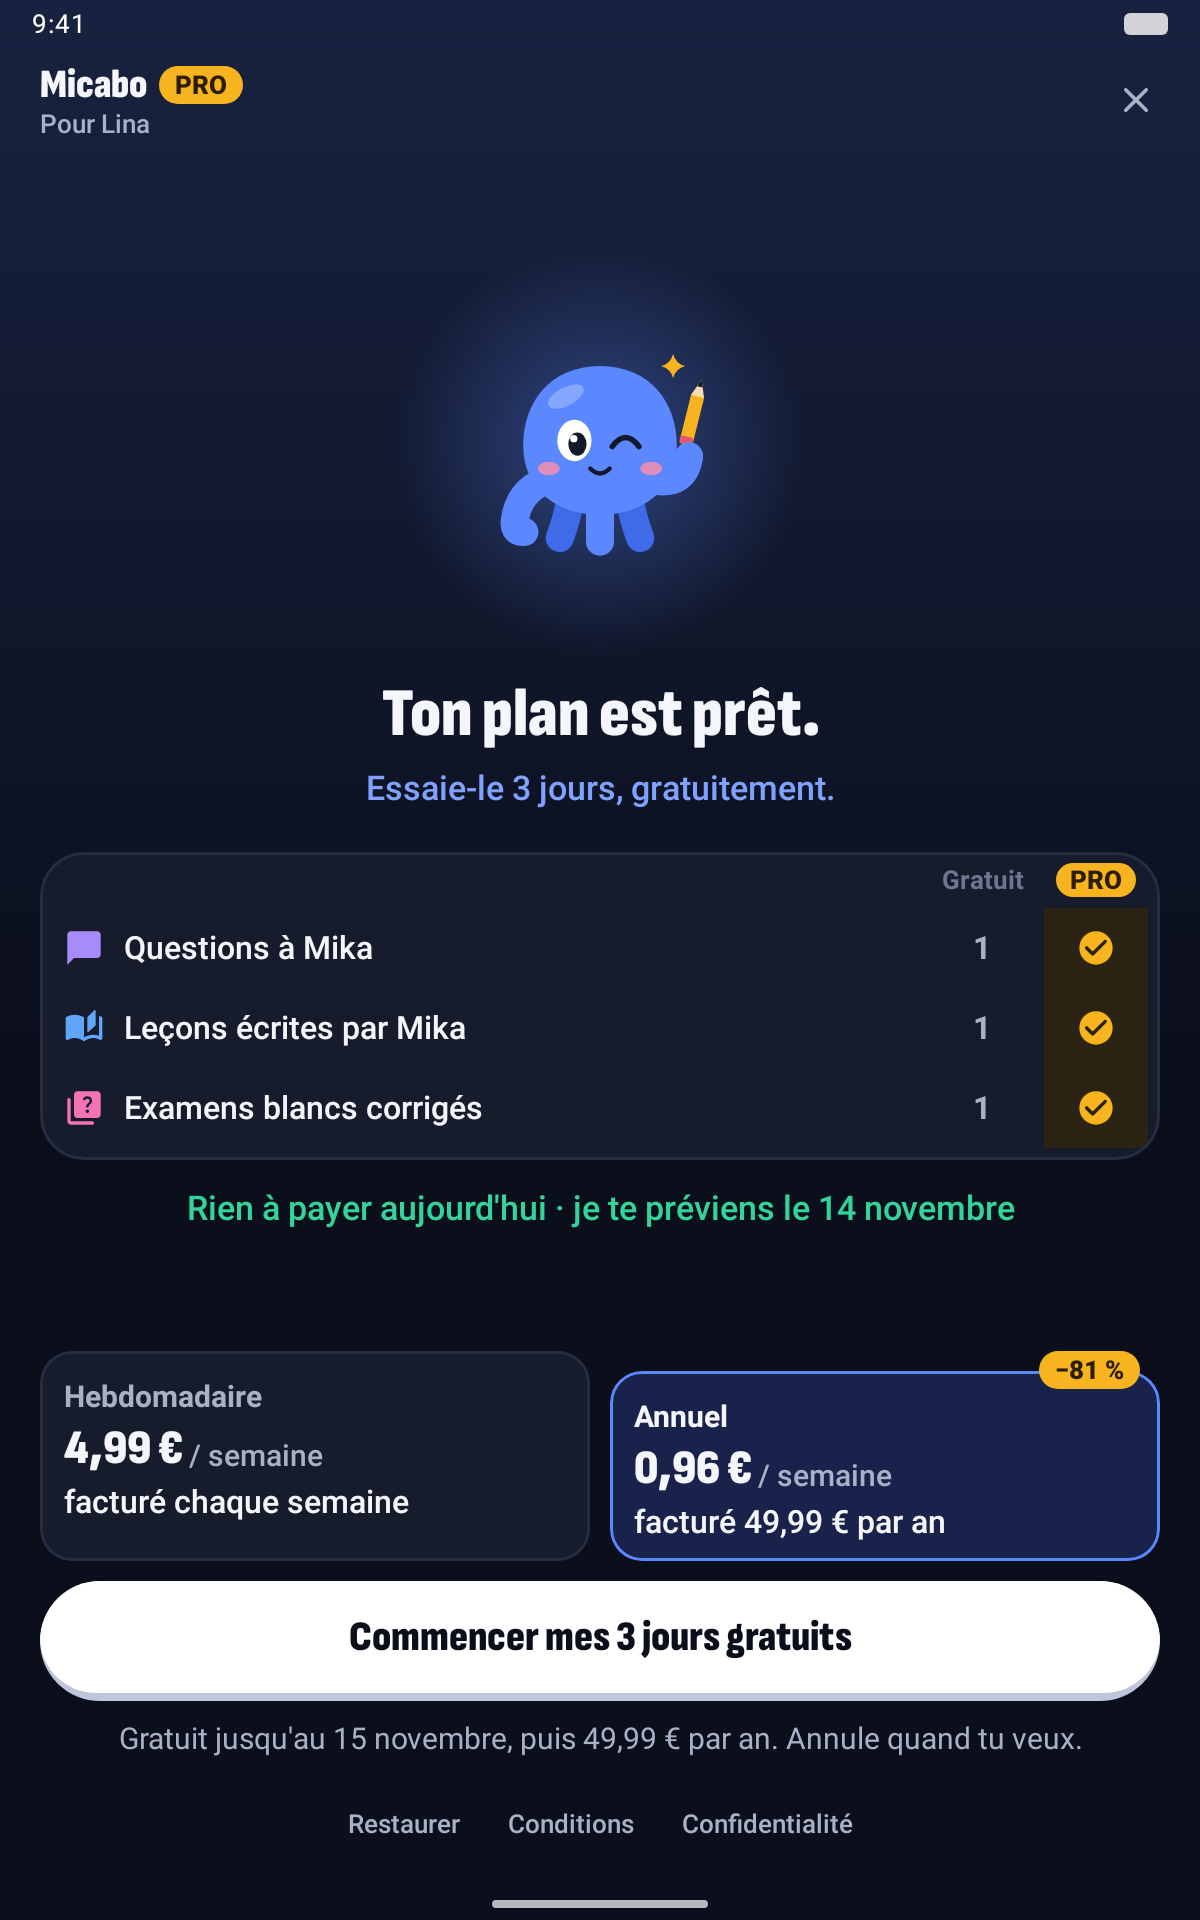 9:41
Micabo PRO
Pour Lina
Ton plan est prêt.
Essaie-le 3 jours, gratuitement.
Gratuit PRO
Questions à Mika 1
Leçons écrites par Mika 1
? Examens blancs corrigés 1
Rien à payer aujourd'hui · je te préviens le 14 novembre
Hebdomadaire
4,99 € / semaine
facturé chaque semaine
−81 %
Annuel
0,96 € / semaine
facturé 49,99 € par an
Commencer mes 3 jours gratuits
Gratuit jusqu'au 15 novembre, puis 49,99 € par an. Annule quand tu veux.
Restaurer Conditions Confidentialité